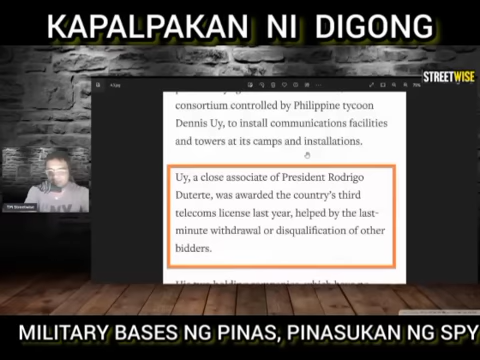 KAPALPAKAN NI DIGONG
STREETWISE
consortium controlled by Philippine tycoon
Dennis Uy, to install communications facilities
and towers at its camps and installations.
Uy, a close associate of President Rodrigo
Duterte, was awarded the country's third
telecoms license last year, helped by the last-
minute withdrawal or disqualification of other
bidders.
MILITARY BASES NG PINAS, PINASUKAN NG SPY